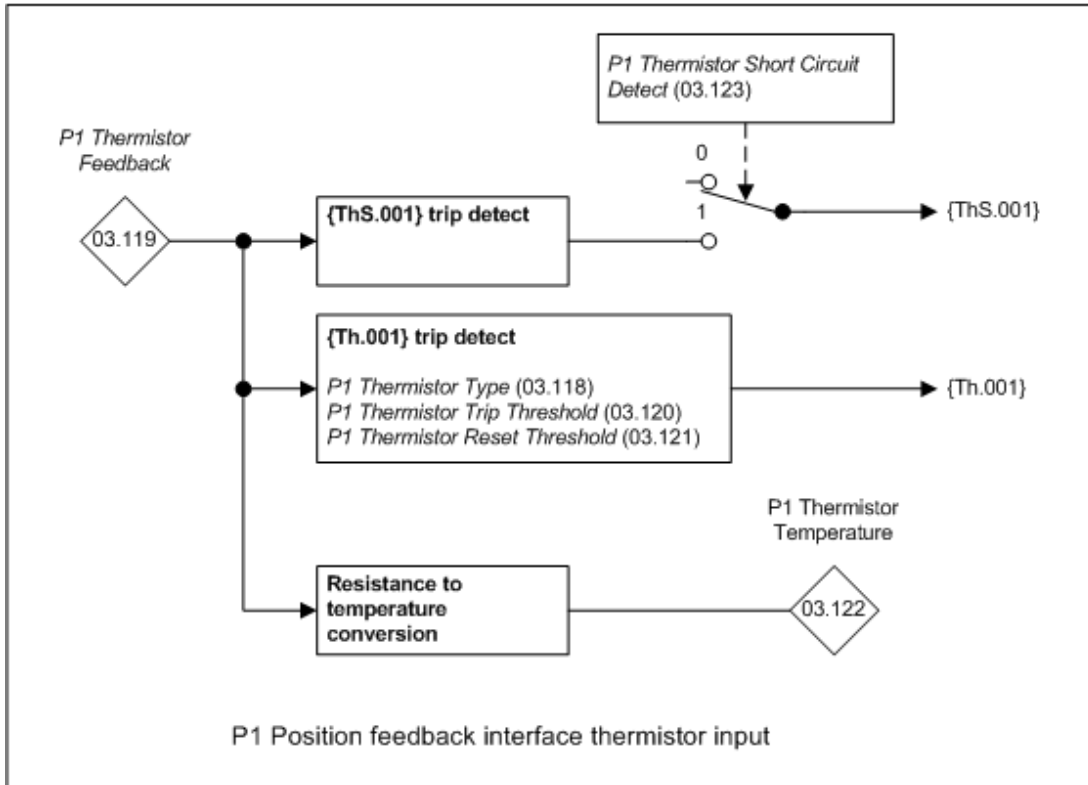 P1 Thermistor Short Circuit
Detect (03.123)
P1 Thermistor
Feedback
03.119
0
1
{ThS.001} trip detect
{ThS.001}
{Th.001} trip detect
P1 Thermistor Type (03.118)
P1 Thermistor Trip Threshold (03.120)
P1 Thermistor Reset Threshold (03.121)
{Th.001}
P1 Thermistor
Temperature
Resistance to
temperature
conversion
03.122
P1 Position feedback interface thermistor input